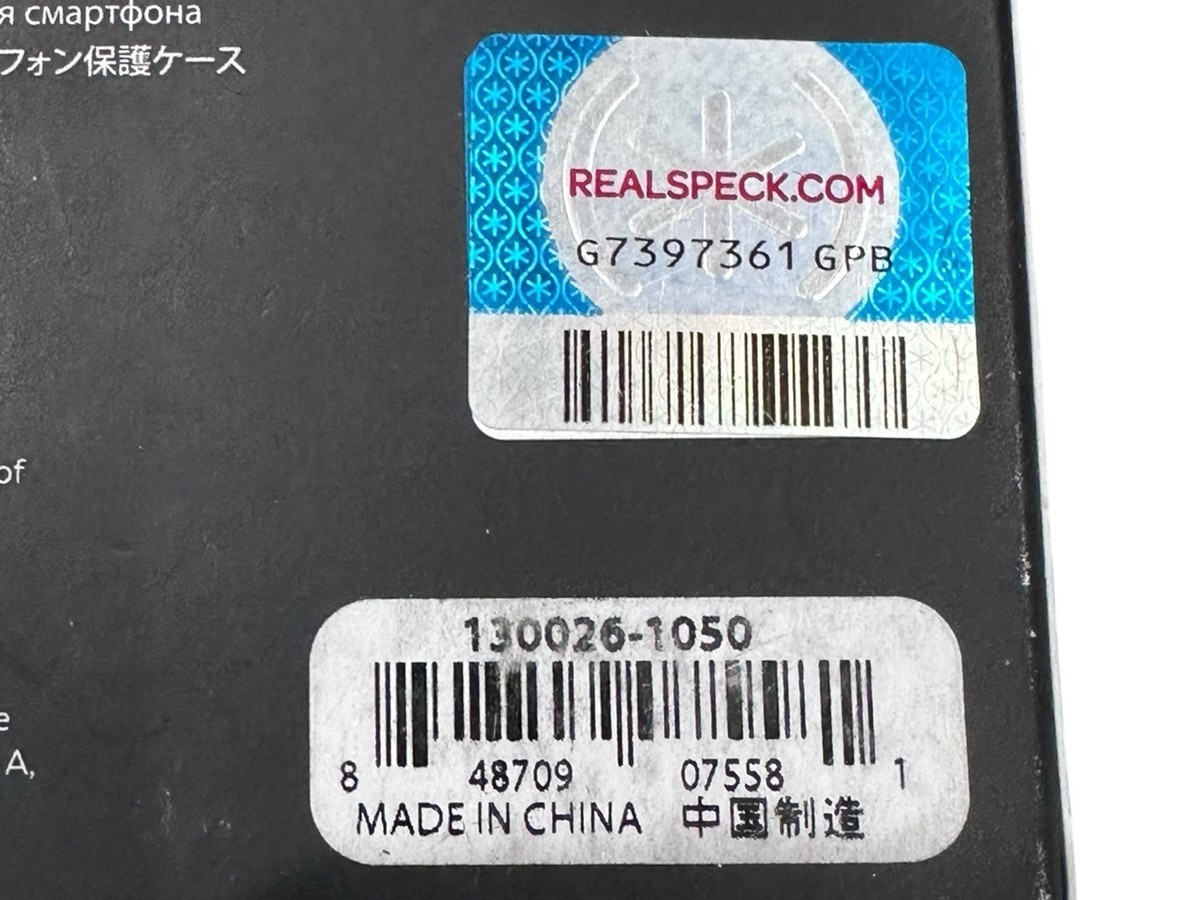 я смартфона
フォン保護ケース
REALSPECK.COM
G7397361 GPB
of
130026-1050
8 48709 07558 1
MADE IN CHINA 中国制造
e
A,